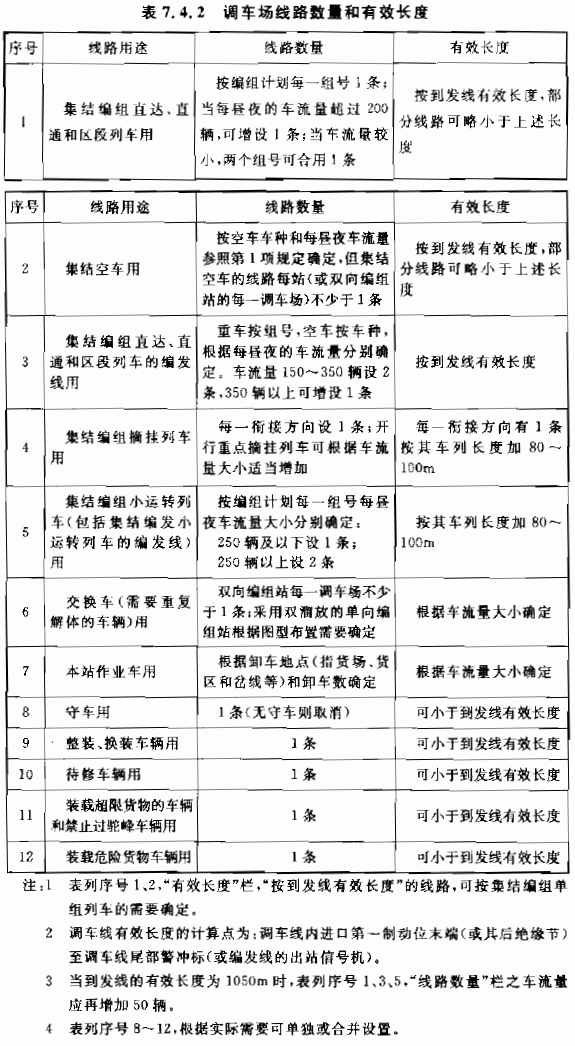 表7.4.2 调车场线路数量和有效长度
序号 线路用途 线路数量 有效长度
1
集结编组直达、直
通和区段列车用
按编组计划每一组号1条;
当每昼夜的车流量超过200
辆,可增设1条;当车流量较
小,两个组号可合用1条
按到发线有效长度,部
分线路可略小于上述长
度
序号 线路用途 线路数量 有效长度
2
集结空车用
按空车车种和每昼夜车流量
参照第1项规定确定,但集结
空车的线路每站(或双向编组
站的每一调车场)不少于1条
按到发线有效长度,部
分线路可略小于上述长
度
3
集结编组直达、直
通和区段列车的编发
线用
重车按组号,空车按车种,
根据每昼夜的车流量分别确
定。车流量150～350辆设2
条,350辆以上可增设1条
按到发线有效长度
4
集结编组摘挂列车
用
每一衔接方向设1条;开
行重点摘挂列车可根据车流
量大小适当增加
每一衔接方向有1条
按其车列长度加80～
100m
5
集结编组小运转列
车(包括集结编发小
运转列车的编发线)
用
按编组计划每一组号每昼
夜车流量大小分别确定:
250辆及以下设1条;
250辆以上设2条
按其车列长度加80～
100m
6
交换车(需要重复
解体的车辆)用
双向编组站每一调车场不少
于1条;采用双溜放的单向编
组站根据图型布置需要确定
根据车流量大小确定
7
本站作业车用
根据卸车地点(指货场、货
区和岔线等)和卸车数确定
根据车流量大小确定
8 守车用 1条(无守车则取消) 可小于到发线有效长度
9 整装、换装车辆用 1条 可小于到发线有效长度
10 待修车辆用 1条 可小于到发线有效长度
11
装载超限货物的车辆
和禁止过驼峰车辆用
1条
可小于到发线有效长度
12 装载危险货物车辆用 1条 可小于到发线有效长度
注:1 表列序号1、2,“有效长度”栏,“按到发线有效长度”的线路,可按集结编组单
组列车的需要确定。
2 调车线有效长度的计算点为:调车线内进口第一制动位末端(或其后绝缘节)
至调车线尾部警冲标(或编发线的出站信号机)。
3 当到发线的有效长度为1050m时,表列序号1、3、5,“线路数量”栏之车流量
应再增加50辆。
4 表列序号8～12,根据实际需要可单独或合并设置。